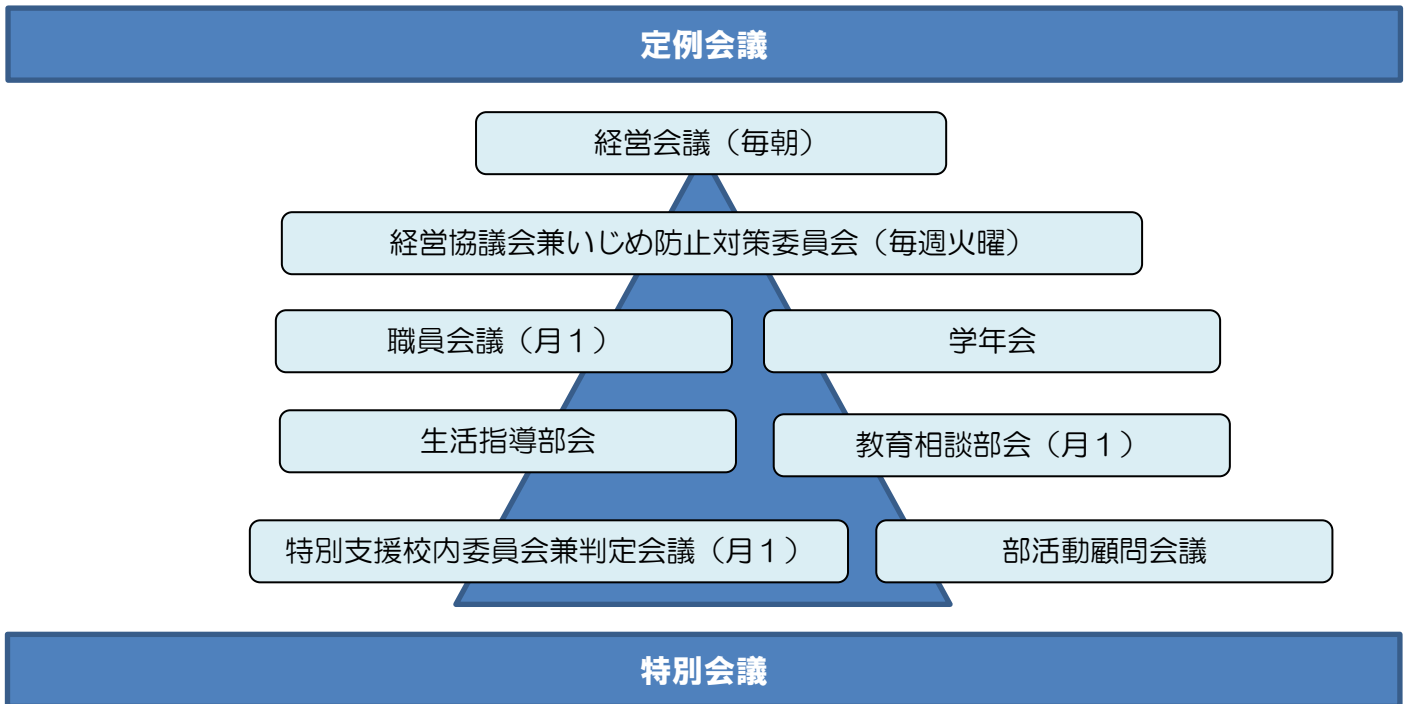 定例会議
経営会議（毎朝）
経営協議会兼いじめ防止対策委員会（毎週火曜）
職員会議（月１）
学年会
生活指導部会
教育相談部会（月１）
特別支援校内委員会兼判定会議（月１）
部活動顧問会議
特別会議